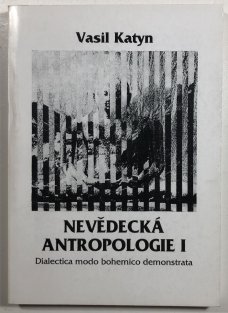 Vasil Katyn
NEVĚDECKÁ
ANTROPOLOGIE I
Dialectica modo bohemico demonstrata